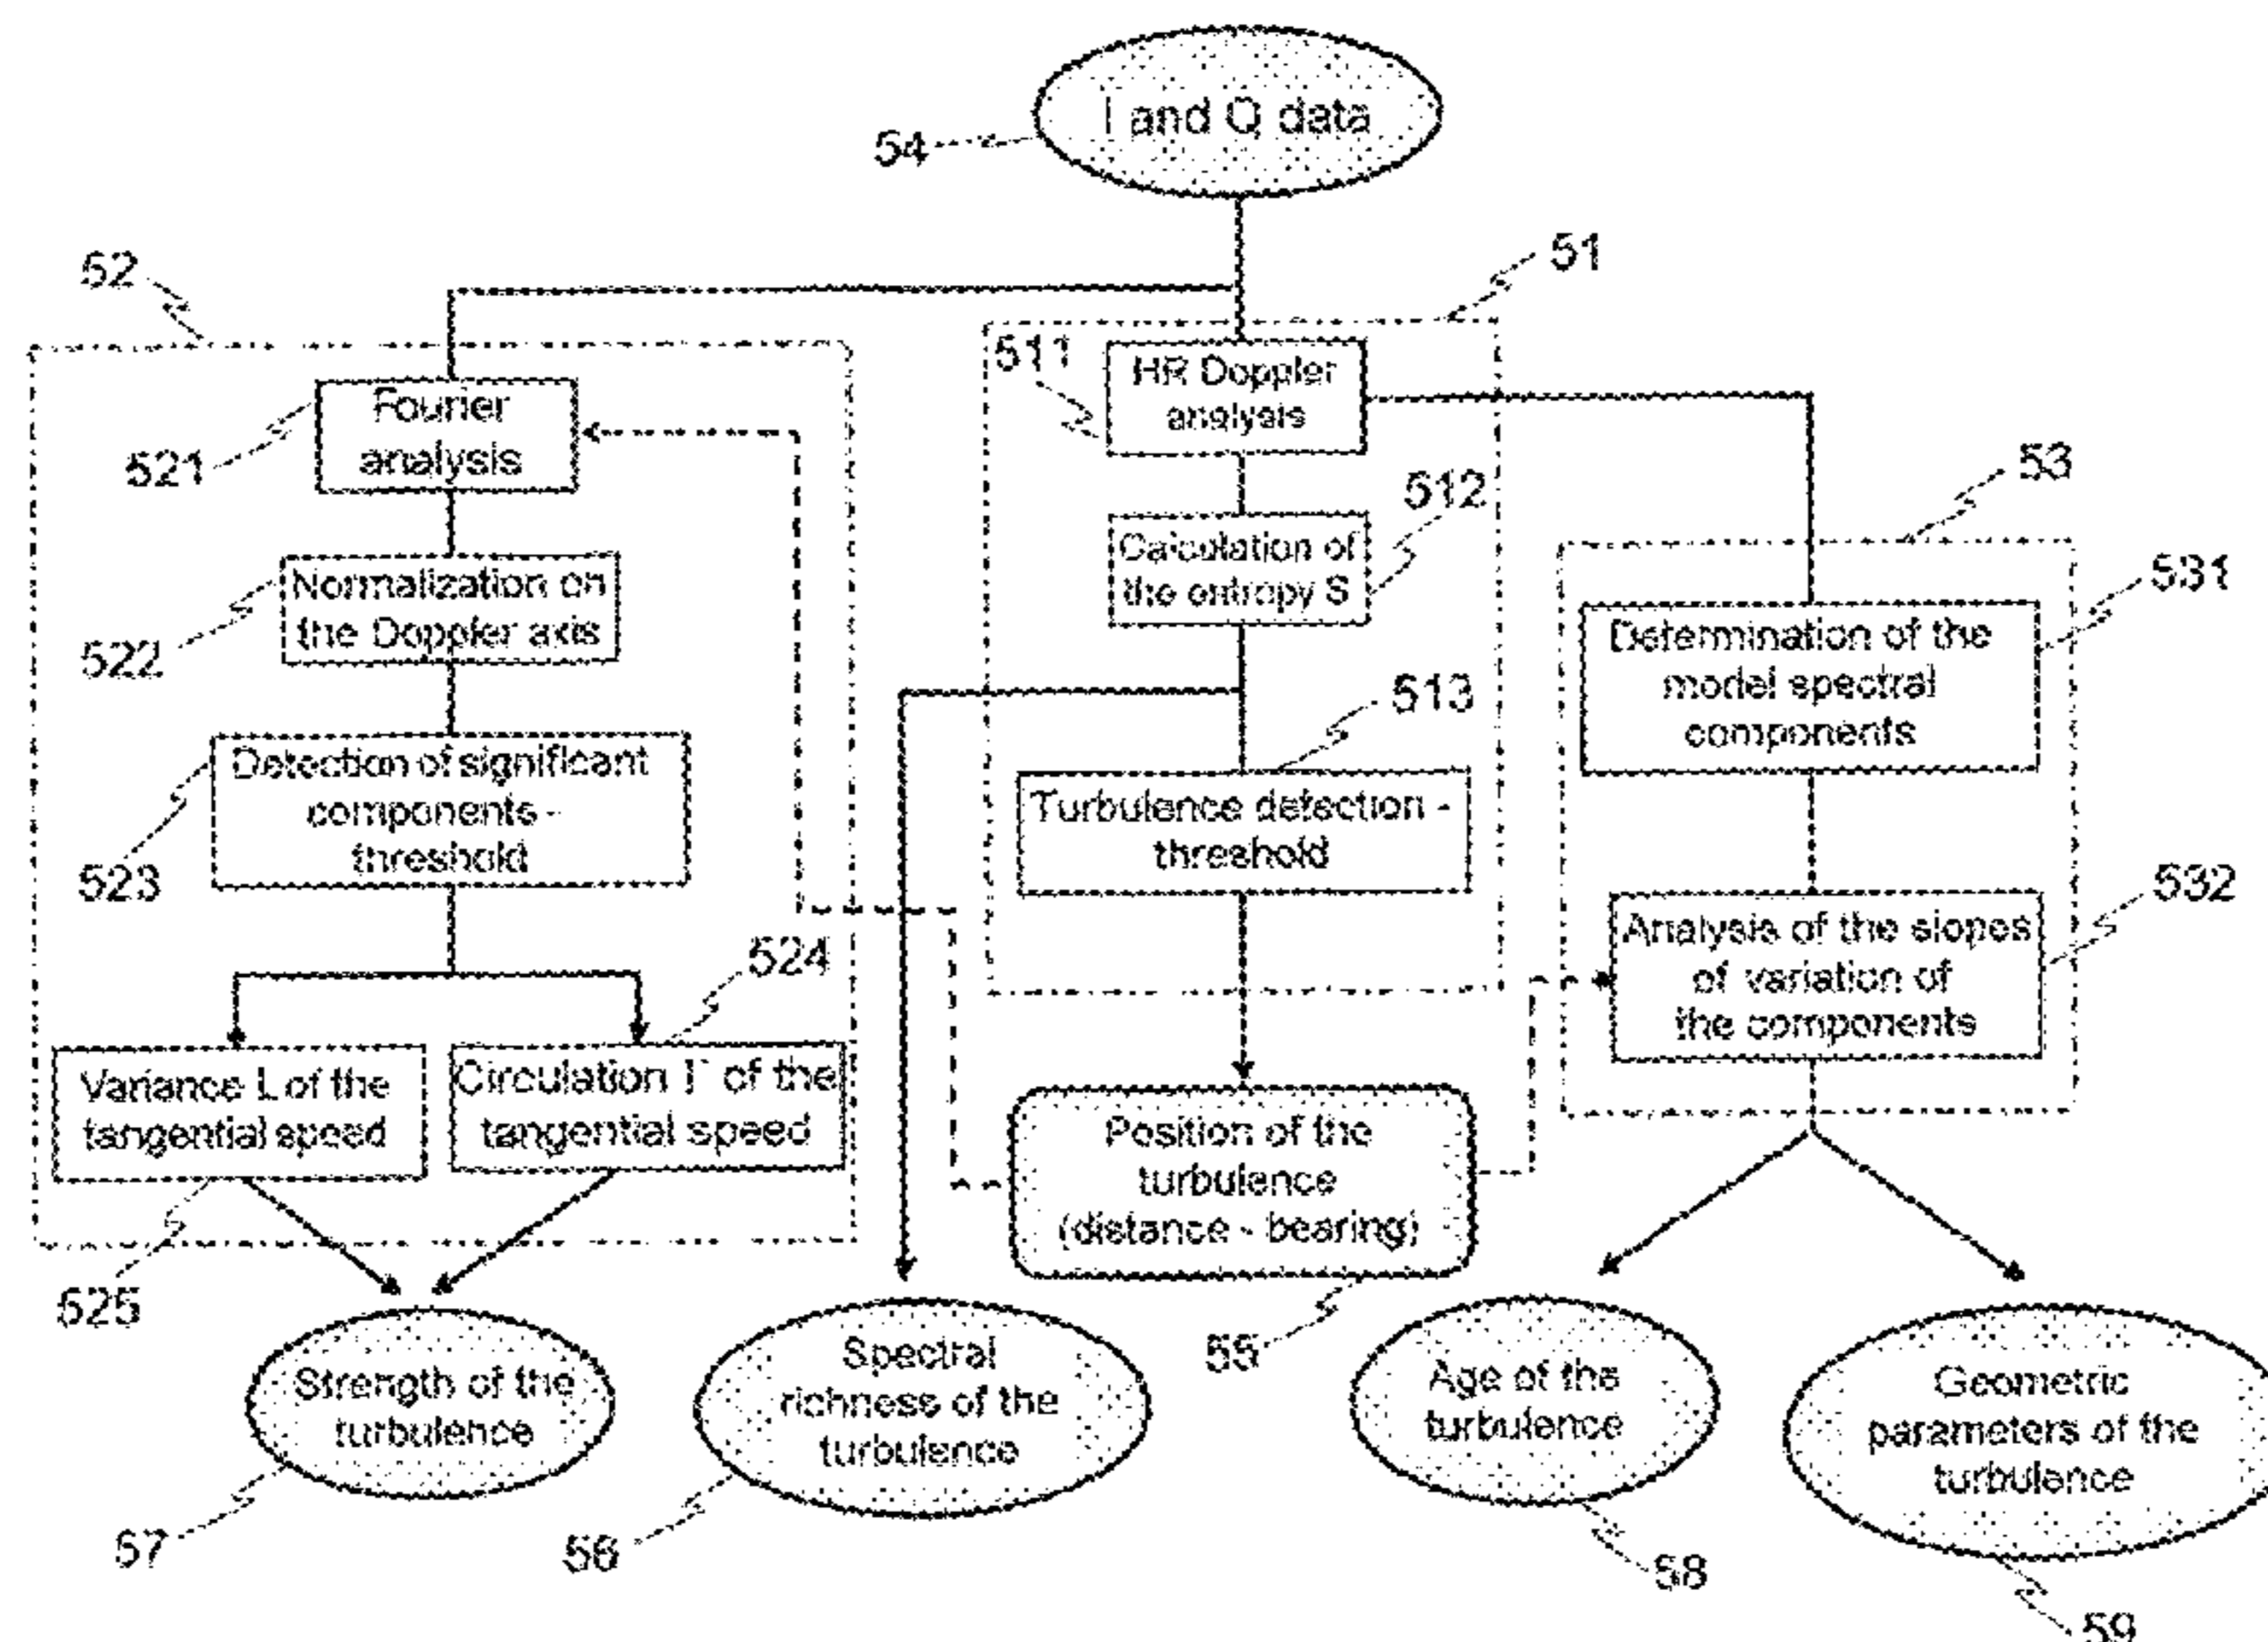 I and Q data
54
52
51
511
HR Doppler
analysis
Fourier
analysis
521
53
512
Calculation of
the entropy S
Normalization on
the Doppler axis
522
531
Determination of the
model spectral
components
513
Detection of significant
components -
threshold
523
Turbulence detection -
threshold
532
Analysis of the slopes
of variation of
the components
524
Variance L of the
tangential speed
Circulation Γ of the
tangential speed
525
Position of the
turbulence
(distance - bearing)
55
Strength of the
turbulence
57
Spectral
richness of the
turbulence
56
Age of the
turbulence
58
Geometric
parameters of the
turbulence
59